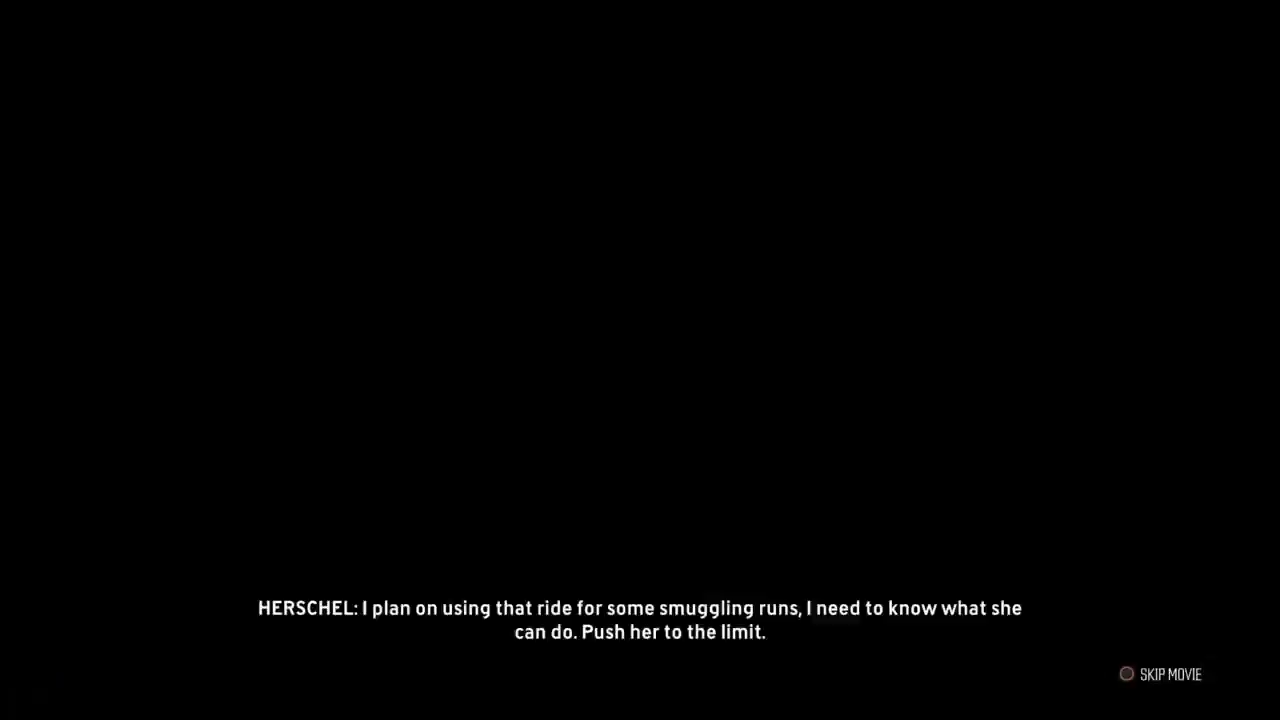 HERSCHEL: I plan on using that ride for some smuggling runs, I need to know what she
can do. Push her to the limit.
SKIP MOVIE